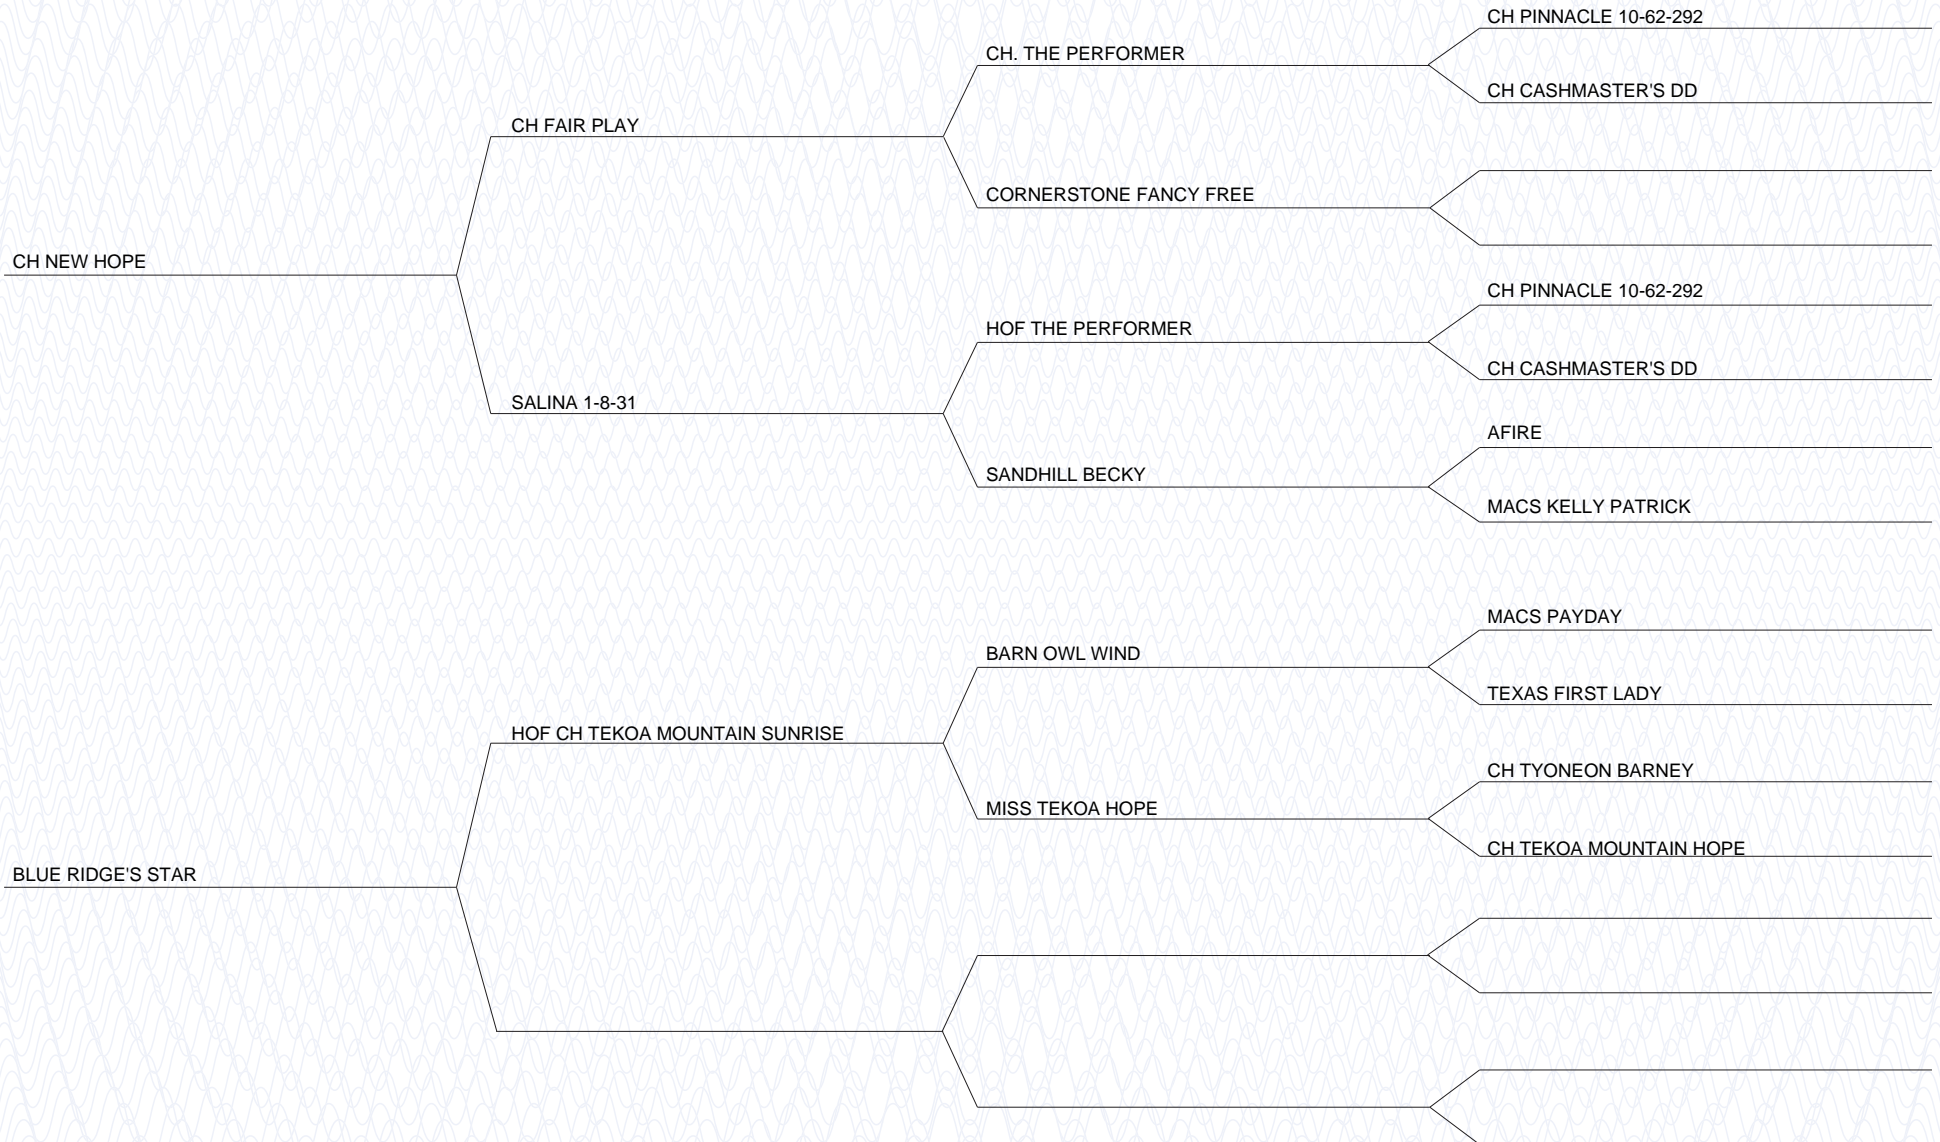 CH PINNACLE 10-62-292
CH. THE PERFORMER
CH CASHMASTER'S DD
CH FAIR PLAY
CORNERSTONE FANCY FREE
CH NEW HOPE
CH PINNACLE 10-62-292
HOF THE PERFORMER
CH CASHMASTER'S DD
SALINA 1-8-31
AFIRE
SANDHILL BECKY
MACS KELLY PATRICK
MACS PAYDAY
BARN OWL WIND
TEXAS FIRST LADY
HOF CH TEKOA MOUNTAIN SUNRISE
CH TYONEON BARNEY
MISS TEKOA HOPE
CH TEKOA MOUNTAIN HOPE
BLUE RIDGE'S STAR